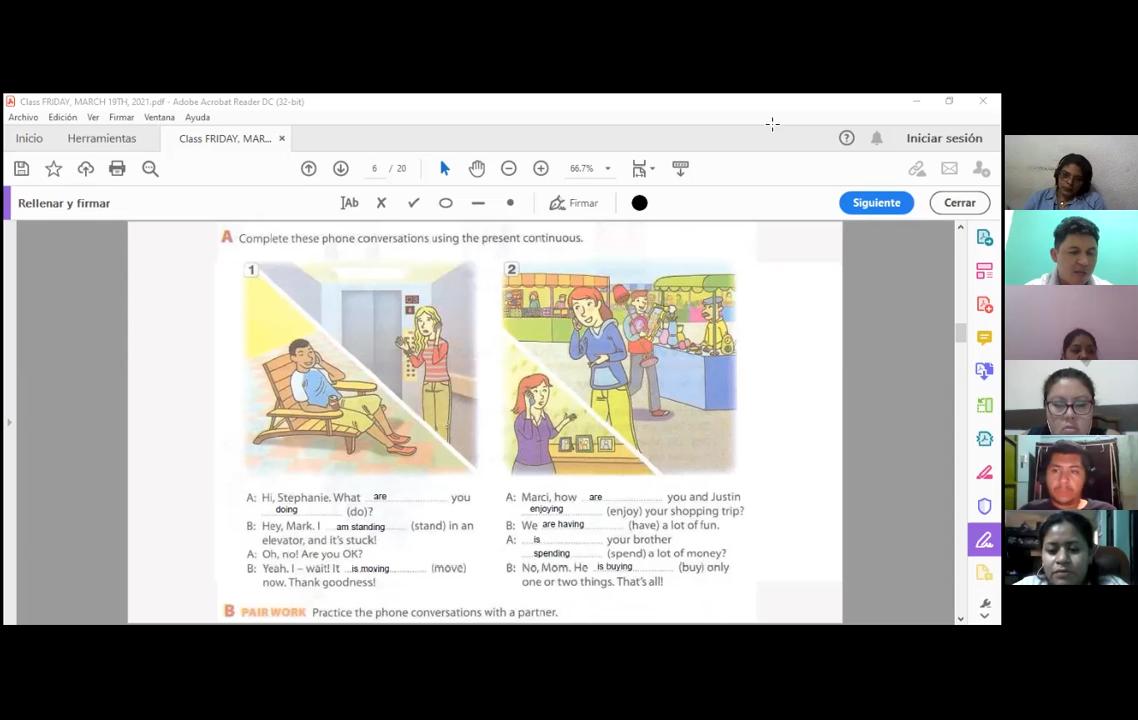 Class FRIDAY, MARCH 19TH, 2021.pdf - Adobe Acrobat Reader DC (32-bit)
Archivo Edición Ver Firmar Ventana Ayuda
Inicio Herramientas Class FRIDAY, MAR... × Iniciar sesión
6 / 20 66.7%
Rellenar y firmar Ab Firmar Siguiente Cerrar
A Complete these phone conversations using the present continuous.
1
2
A: Hi, Stephanie. What are you
doing (do)?
B: Hey, Mark. I am standing (stand) in an
elevator, and it's stuck!
A: Oh, no! Are you OK?
B: Yeah. I – wait! It is moving (move)
now. Thank goodness!
A: Marci, how are you and Justin
enjoying (enjoy) your shopping trip?
B: We are having (have) a lot of fun.
A: is your brother
spending (spend) a lot of money?
B: No, Mom. He is buying (buy) only
one or two things. That's all!
B PAIR WORK Practice the phone conversations with a partner.